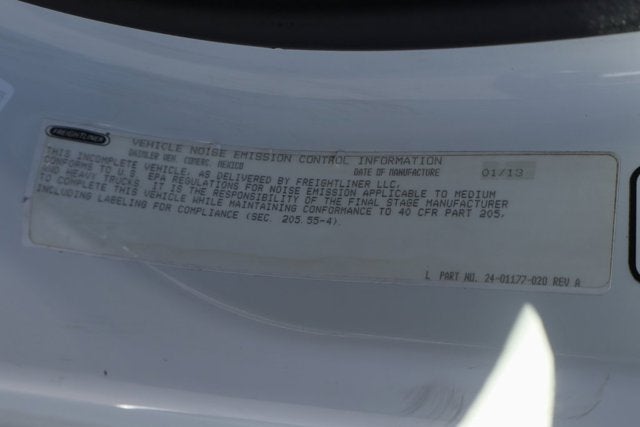 FREIGHTLINER
VEHICLE NOISE EMISSION CONTROL INFORMATION
DAIMLER VEH. COMERC. MEXICO DATE OF MANUFACTURE 01/13
THIS INCOMPLETE VEHICLE, AS DELIVERED BY FREIGHTLINER LLC,
CONFORMS TO U.S. EPA REGULATIONS FOR NOISE EMISSION APPLICABLE TO MEDIUM
AND HEAVY TRUCKS. IT IS THE RESPONSIBILITY OF THE FINAL STAGE MANUFACTURER
TO COMPLETE THIS VEHICLE WHILE MAINTAINING CONFORMANCE TO 40 CFR PART 205,
INCLUDING LABELING FOR COMPLIANCE (SEC. 205.55-4).
L PART NO. 24-01177-020 REV A